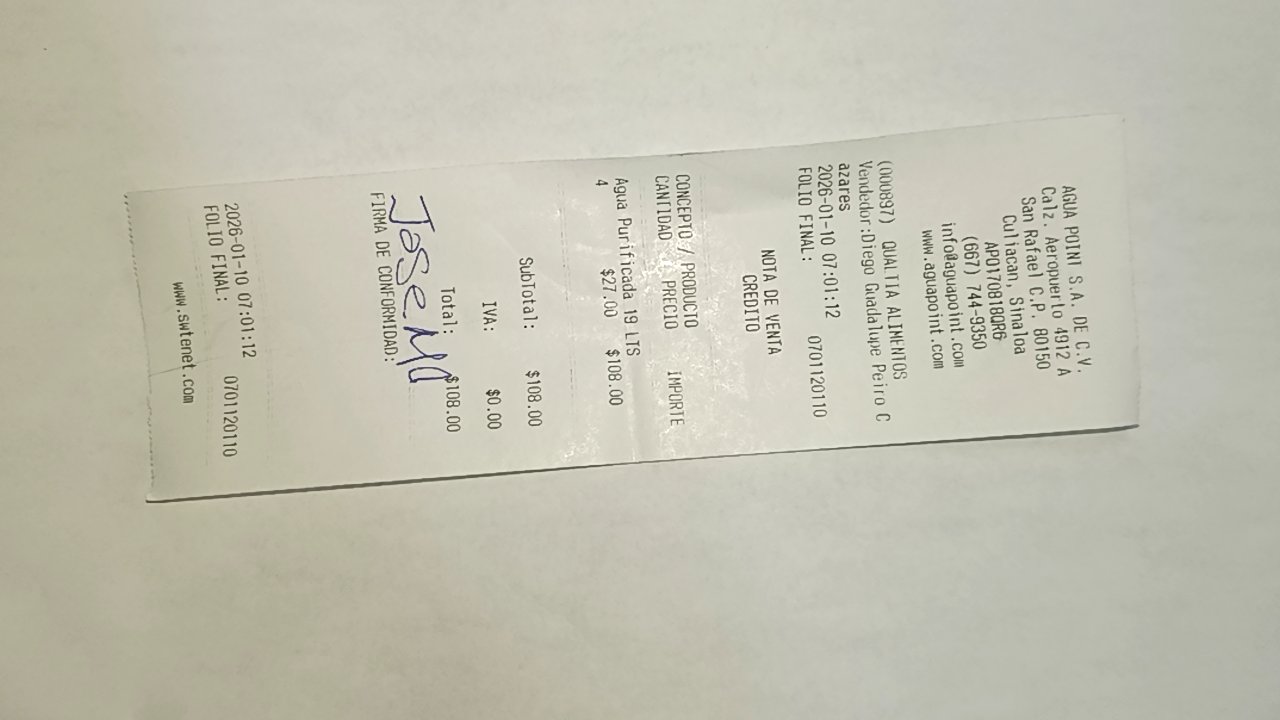 AGUA POINT S.A. DE C.V.
Calz. Aeropuerto 4912 A
San Rafael C.P. 80150
Culiacan, Sinaloa
APO170818QR6
(667) 744-9350
info@aguapoint.com
www.aguapoint.com
(000897) QUALTIA ALIMENTOS
Vendedor:Diego Guadalupe Peiro C
azares
2026-01-10 07:01:12
FOLIO FINAL: 0701120110
NOTA DE VENTA
CREDITO
CONCEPTO / PRODUCTO
CANTIDAD PRECIO IMPORTE
Agua Purificada 19 LTS
4 $27.00 $108.00
SubTotal: $108.00
IVA: $0.00
Total: $108.00
FIRMA DE CONFORMIDAD:
2026-01-10 07:01:12
FOLIO FINAL: 0701120110
www.swtenet.com